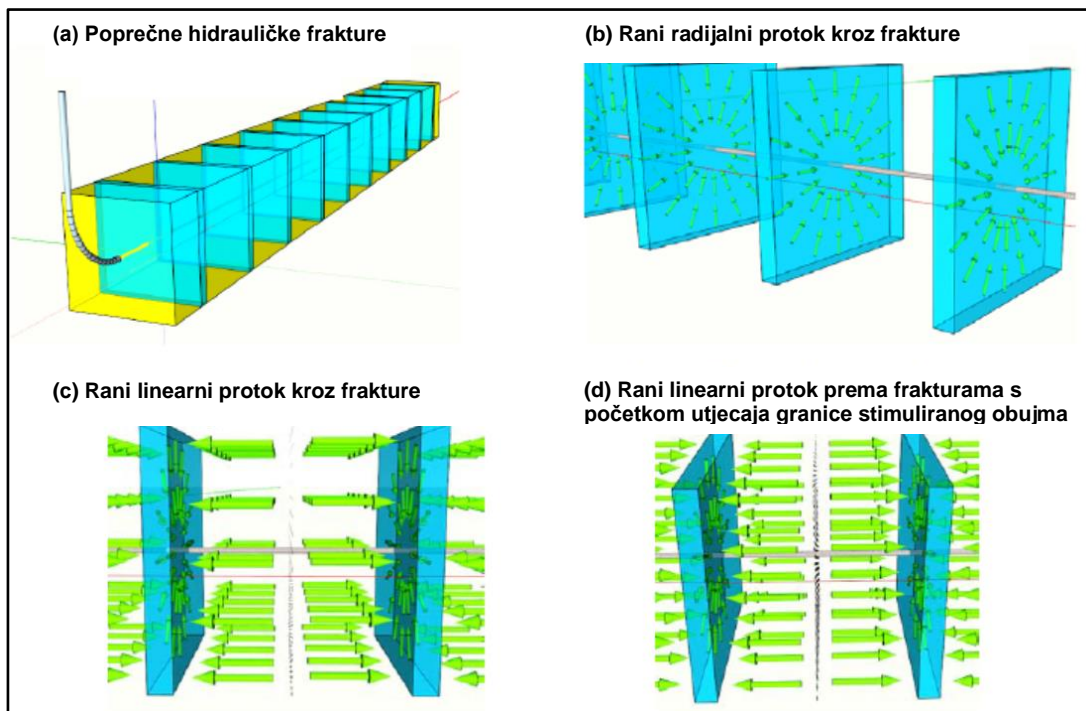 (a) Poprečne hidrauličke frakture
(b) Rani radijalni protok kroz frakture
(c) Rani linearni protok kroz frakture
(d) Rani linearni protok prema frakturama s
početkom utjecaja granice stimuliranog obujma